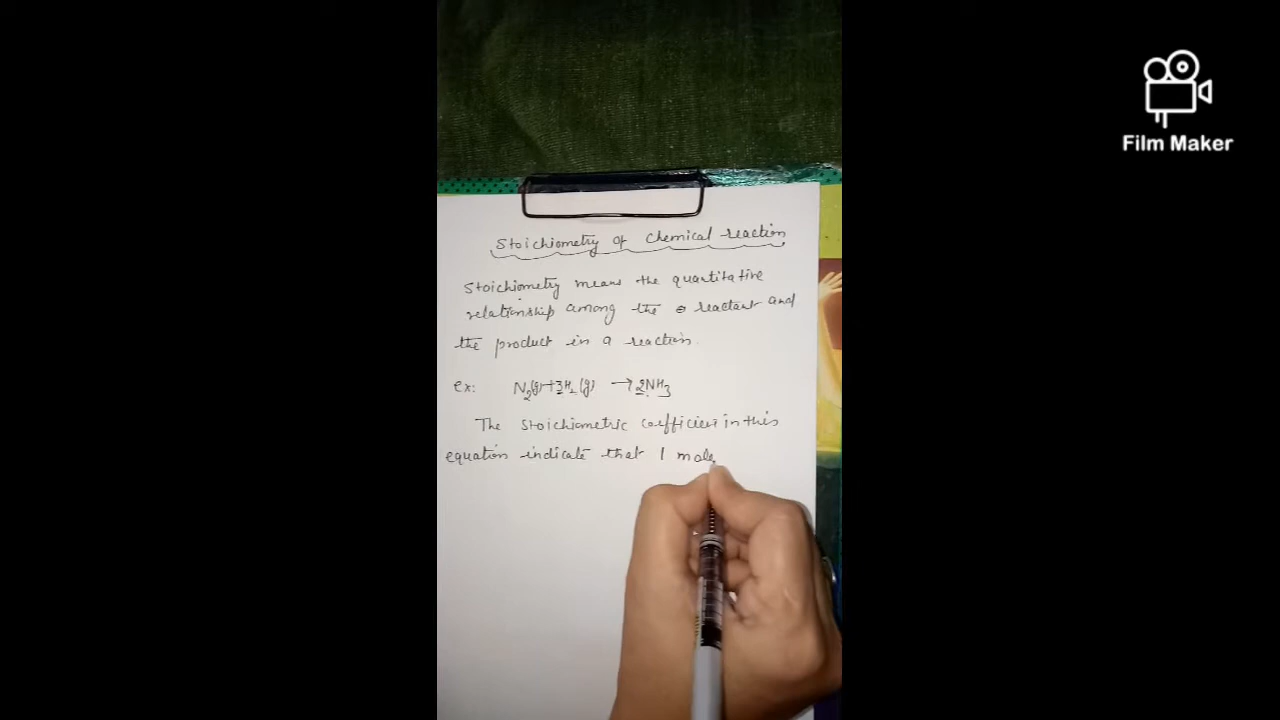 Film Maker
Stoichiometry of Chemical reaction
Stoichiometry means the quantitative
relationship among the reactant and
the product in a reaction.
ex: N2(g)+3H2(g) → 2NH3
The Stoichiometric coefficient in this
equation indicate that 1 mole